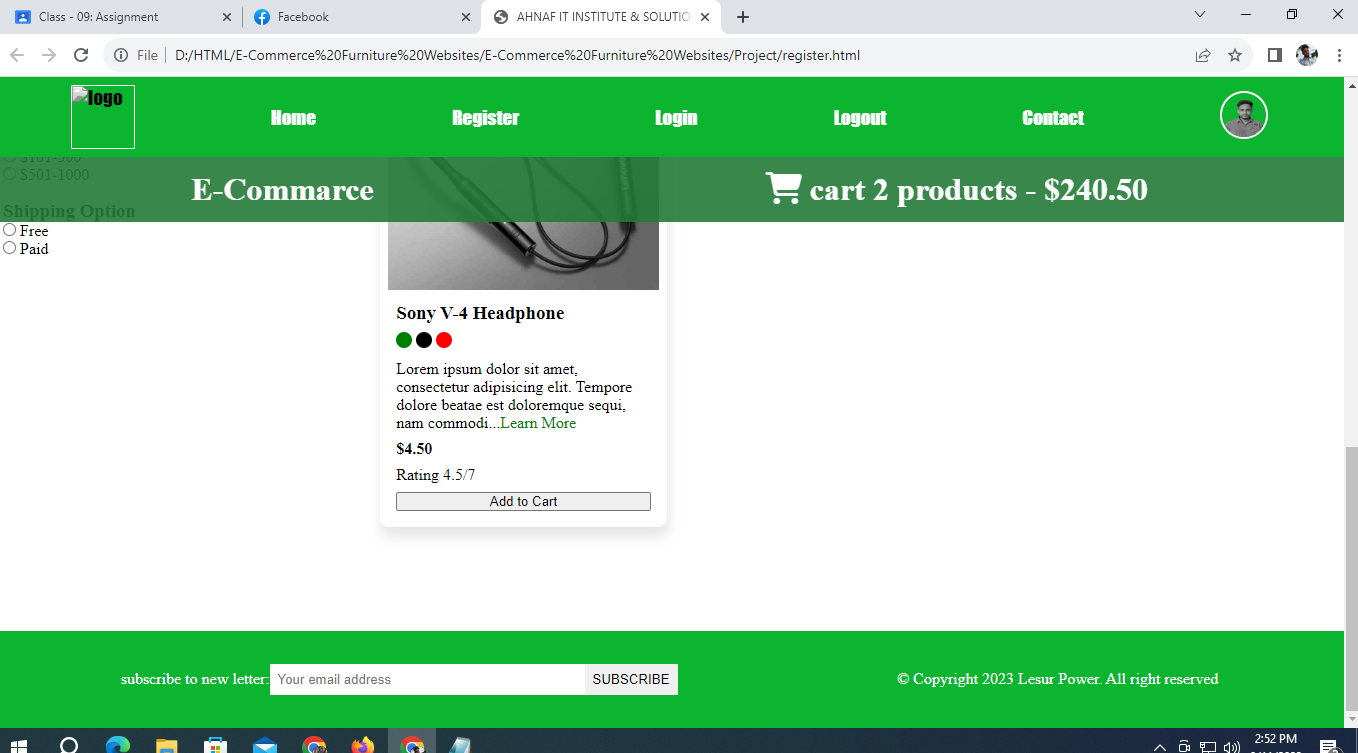 Class - 09: Assignment
Facebook
AHNAF IT INSTITUTE & SOLUTIO
File
D:/HTML/E-Commerce%20Furniture%20Websites/E-Commerce%20Furniture%20Websites/Project/register.html
logo
Home
Register
Login
Logout
Contact
$501-1000
E-Commarce
cart 2 products - $240.50
Shipping Option
Free
Paid
Sony V-4 Headphone
Lorem ipsum dolor sit amet,
consectetur adipisicing elit. Tempore
dolore beatae est doloremque sequi,
nam commodi...Learn More
$4.50
Rating 4.5/7
Add to Cart
subscribe to new letter:
Your email address
SUBSCRIBE
© Copyright 2023 Lesur Power. All right reserved
2:52 PM